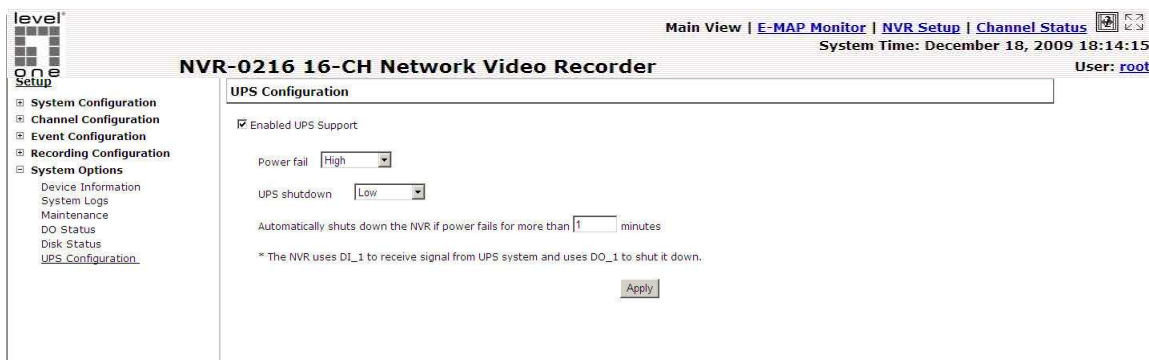 level
one
Main View | E-MAP Monitor | NVR Setup | Channel Status
System Time: December 18, 2009 18:14:15
NVR-0216 16-CH Network Video Recorder
User: root
Setup
System Configuration
Channel Configuration
Event Configuration
Recording Configuration
System Options
Device Information
System Logs
Maintenance
DO Status
Disk Status
UPS Configuration
UPS Configuration
Enabled UPS Support
Power fail High
UPS shutdown Low
Automatically shuts down the NVR if power fails for more than 1 minutes
* The NVR uses DI_1 to receive signal from UPS system and uses DO_1 to shut it down.
Apply